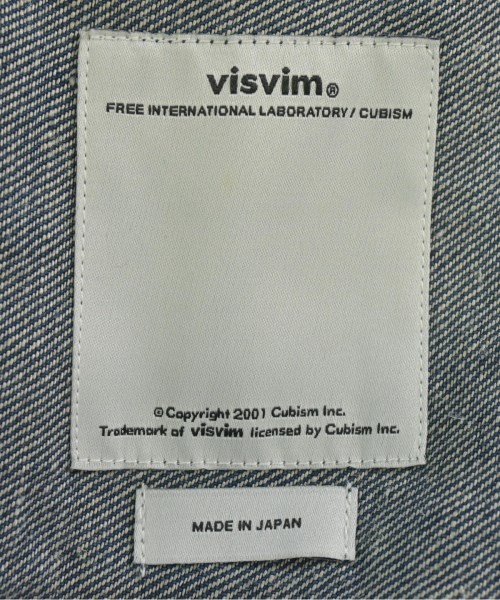 visvim®
FREE INTERNATIONAL LABORATORY / CUBISM
©Copyright 2001 Cubism Inc.
Trademark of visvim licensed by Cubism Inc.
MADE IN JAPAN